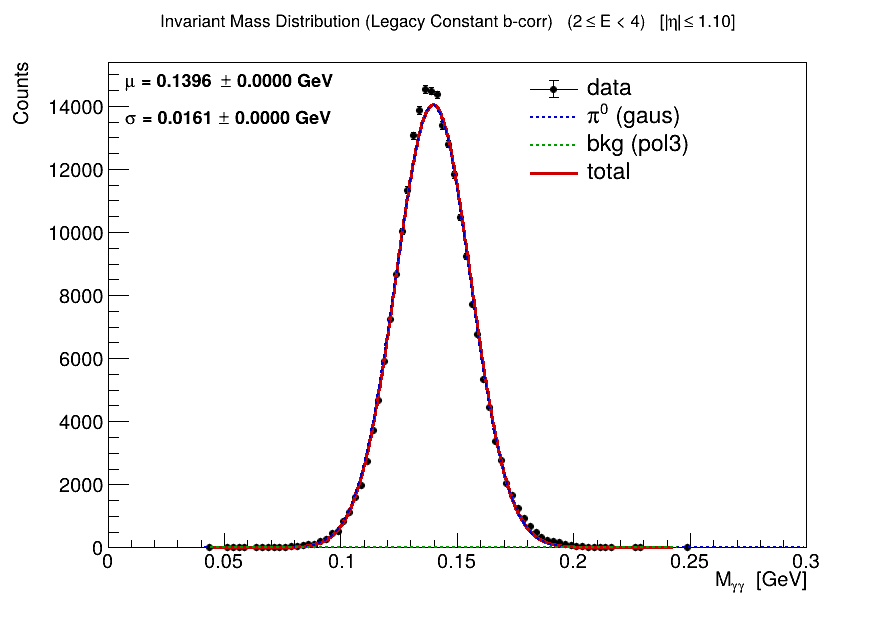 Invariant Mass Distribution (Legacy Constant b-corr) (2 ≤ E < 4) [|η| ≤ 1.10]
Counts
μ = 0.1396 ± 0.0000 GeV
σ = 0.0161 ± 0.0000 GeV
data
π⁰ (gaus)
bkg (pol3)
total
14000
12000
10000
8000
6000
4000
2000
0
0 0.05 0.1 0.15 0.2 0.25 0.3
Mγγ [GeV]